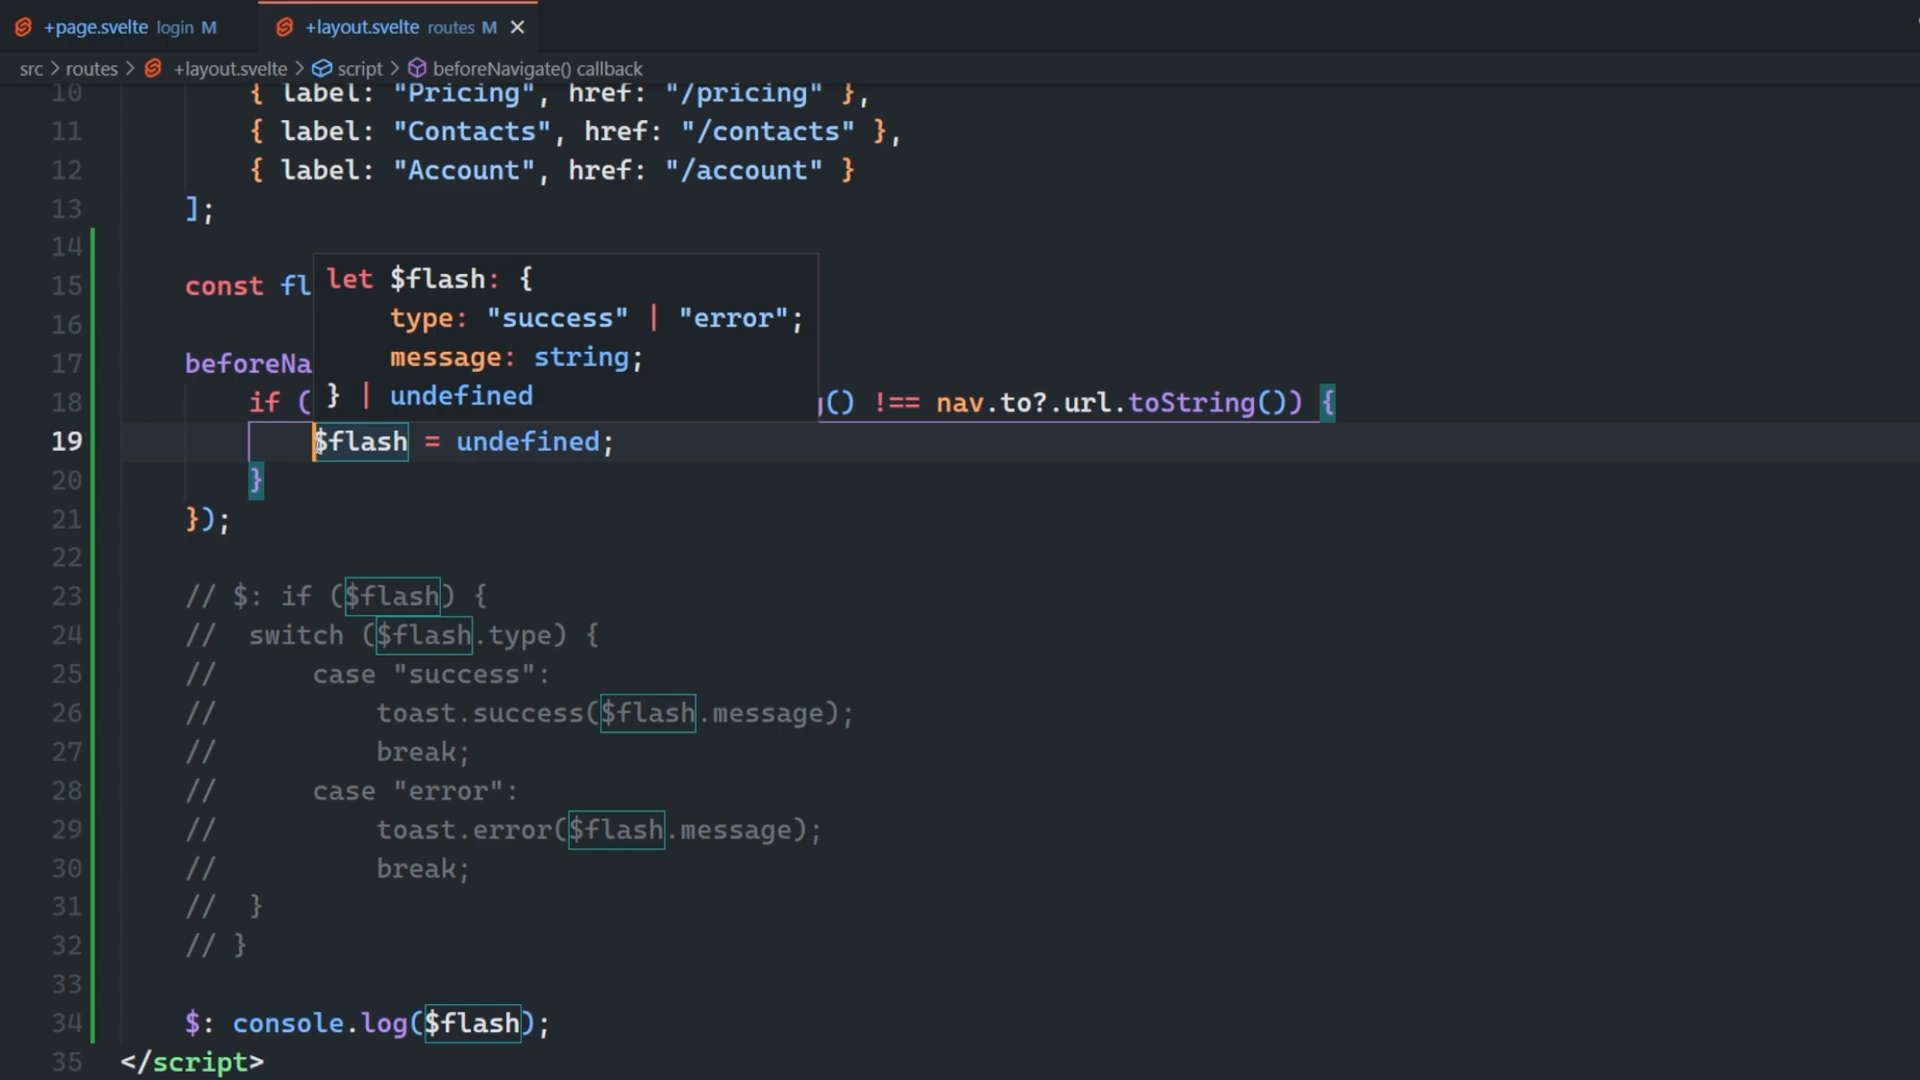 +page.svelte login M
+layout.svelte routes M
src > routes > +layout.svelte > script > beforeNavigate() callback
10 { label: "Pricing", href: "/pricing" },
11 { label: "Contacts", href: "/contacts" },
12 { label: "Account", href: "/account" }
13 ];
14
let $flash: {
15 const fl
type: "success" | "error";
16
message: string;
17 beforeNa
} | undefined
18 if ( () !== nav.to?.url.toString()) {
19 $flash = undefined;
20 }
21 });
22
23 // $: if ($flash) {
24 // switch ($flash.type) {
25 // case "success":
26 // toast.success($flash.message);
27 // break;
28 // case "error":
29 // toast.error($flash.message);
30 // break;
31 // }
32 // }
33
34 $: console.log($flash);
35 </script>